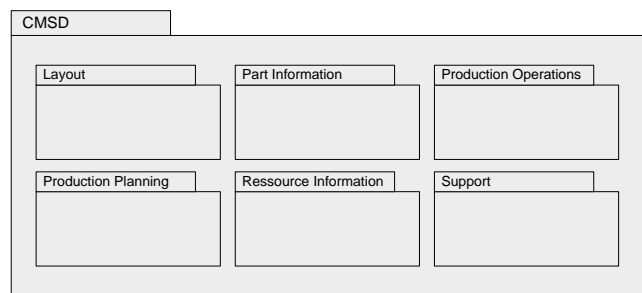 CMSD
Layout
Part Information
Production Operations
Production Planning
Ressource Information
Support